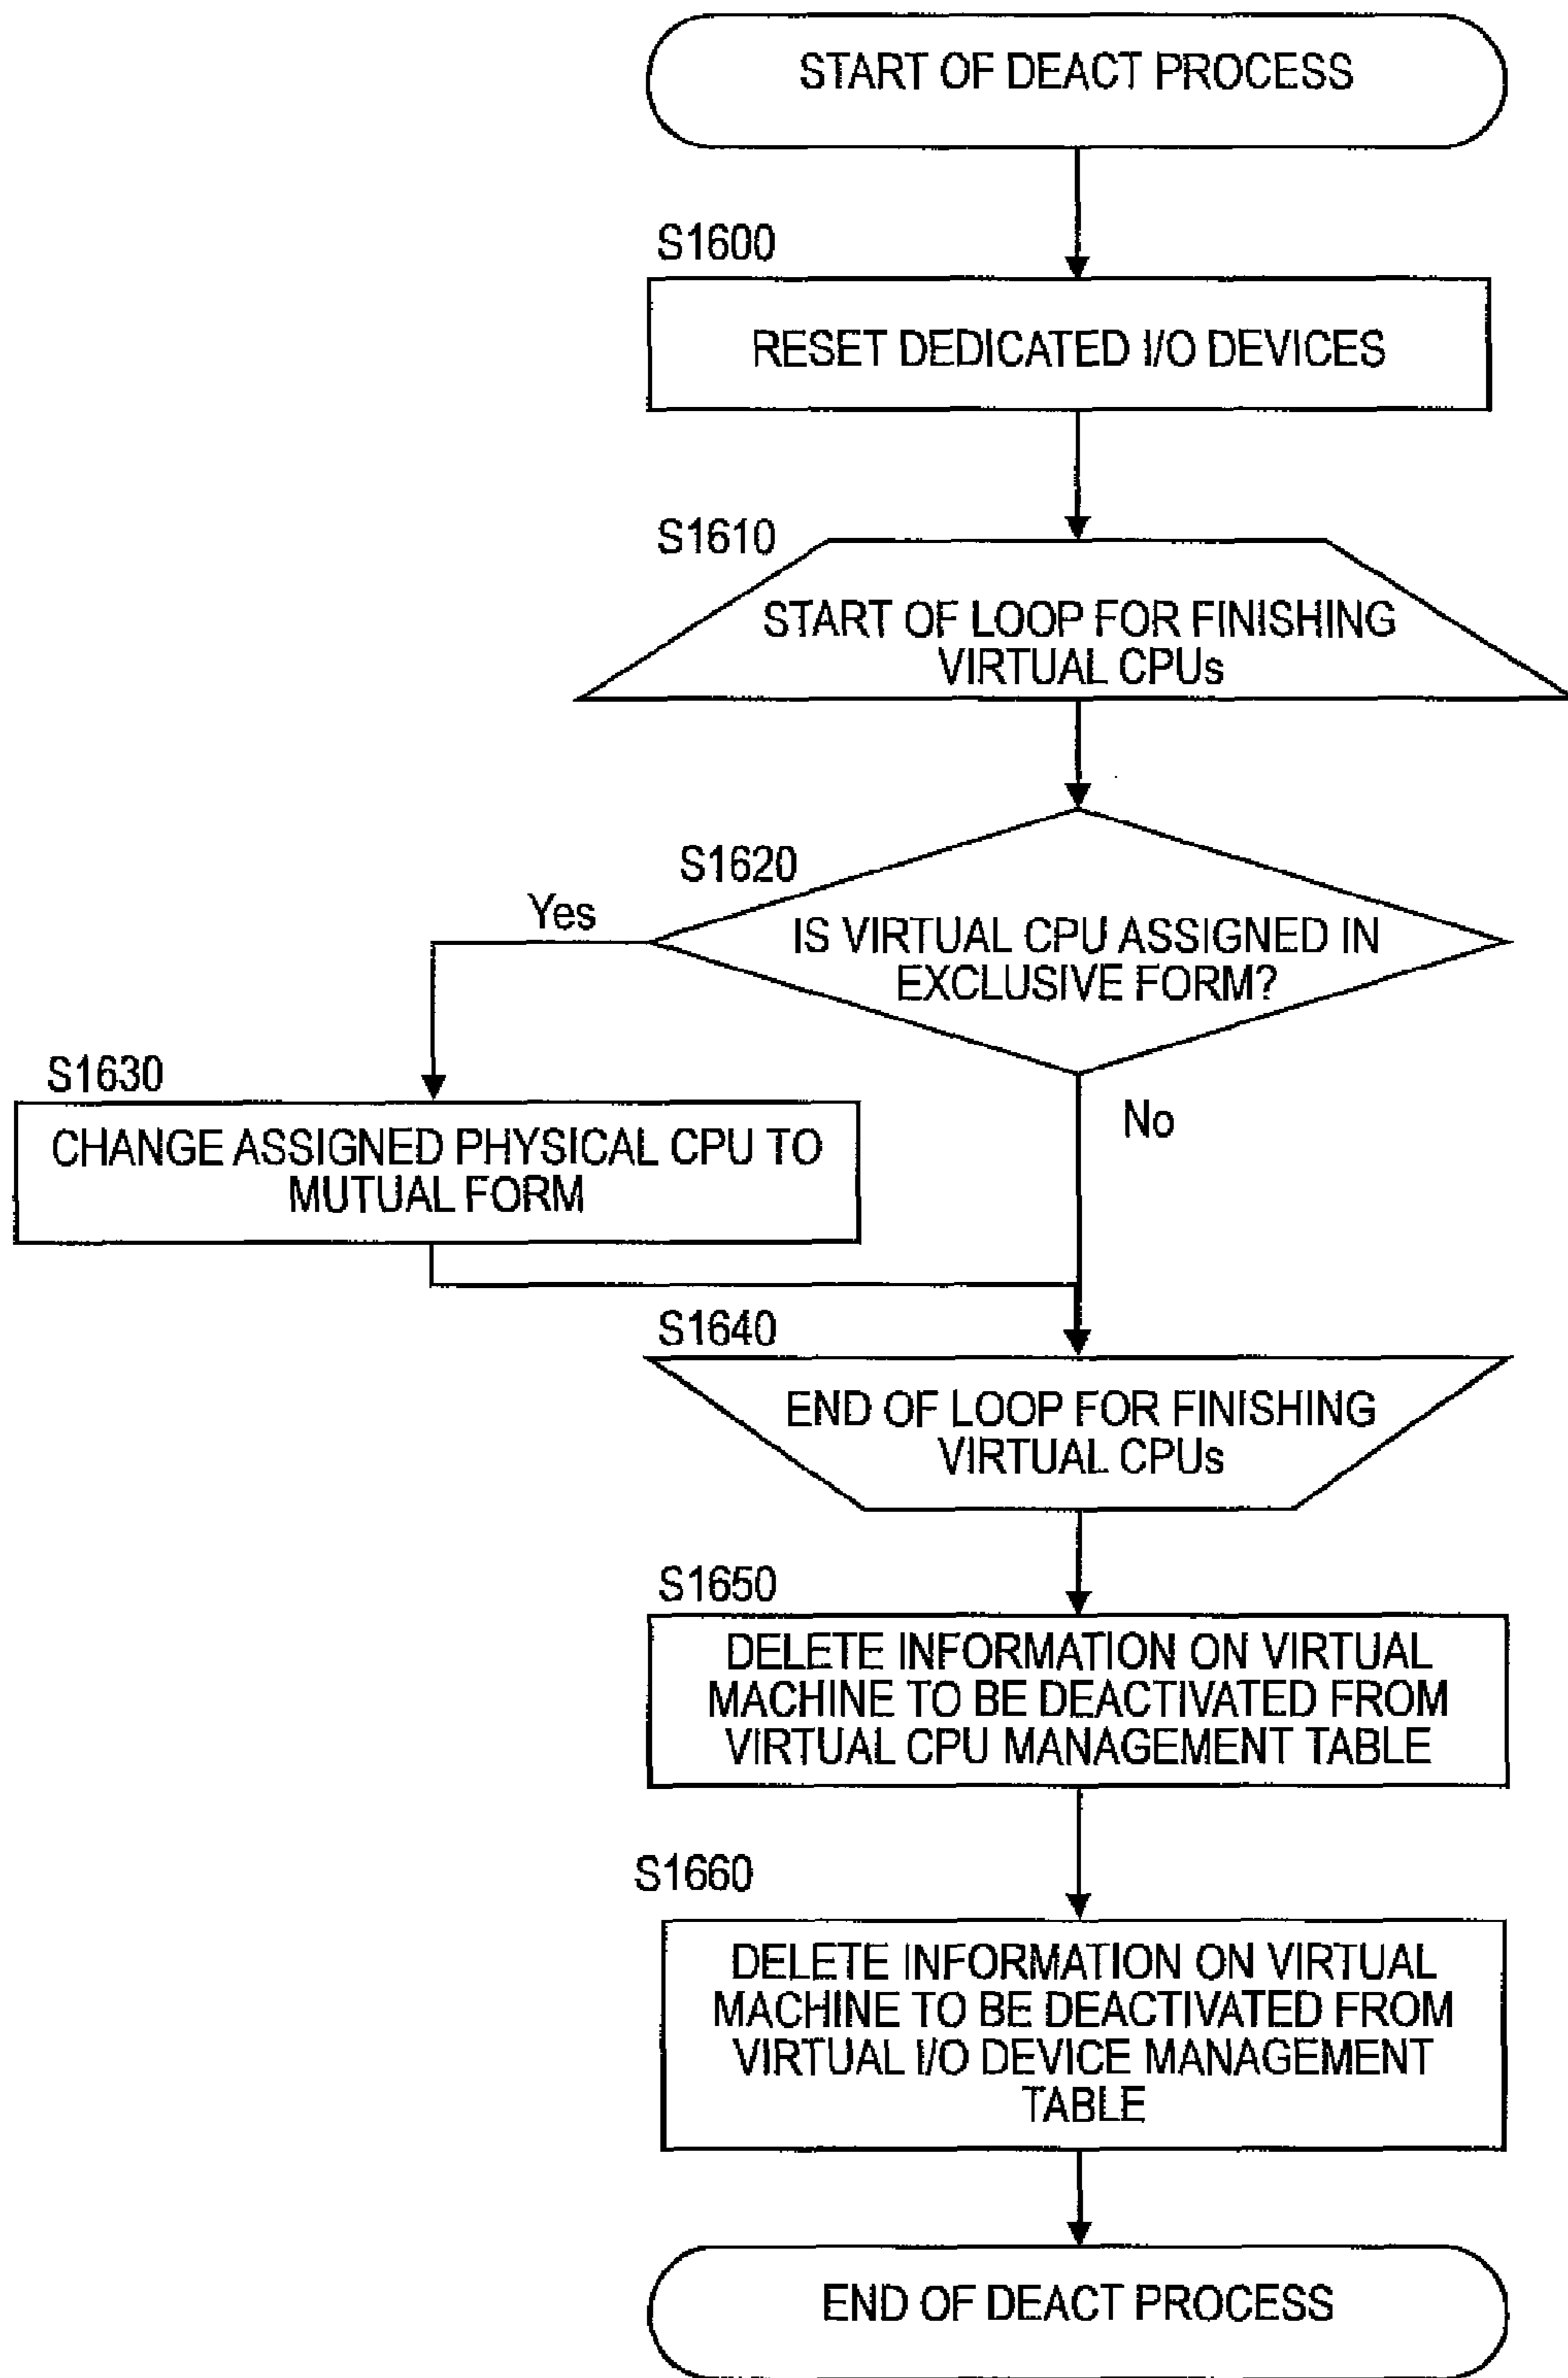 START OF DEACT PROCESS
S1600
RESET DEDICATED I/O DEVICES
S1610
START OF LOOP FOR FINISHING
VIRTUAL CPUs
S1620
Yes
IS VIRTUAL CPU ASSIGNED IN
EXCLUSIVE FORM?
S1630
No
CHANGE ASSIGNED PHYSICAL CPU TO
MUTUAL FORM
S1640
END OF LOOP FOR FINISHING
VIRTUAL CPUs
S1650
DELETE INFORMATION ON VIRTUAL
MACHINE TO BE DEACTIVATED FROM
VIRTUAL CPU MANAGEMENT TABLE
S1660
DELETE INFORMATION ON VIRTUAL
MACHINE TO BE DEACTIVATED FROM
VIRTUAL I/O DEVICE MANAGEMENT
TABLE
END OF DEACT PROCESS